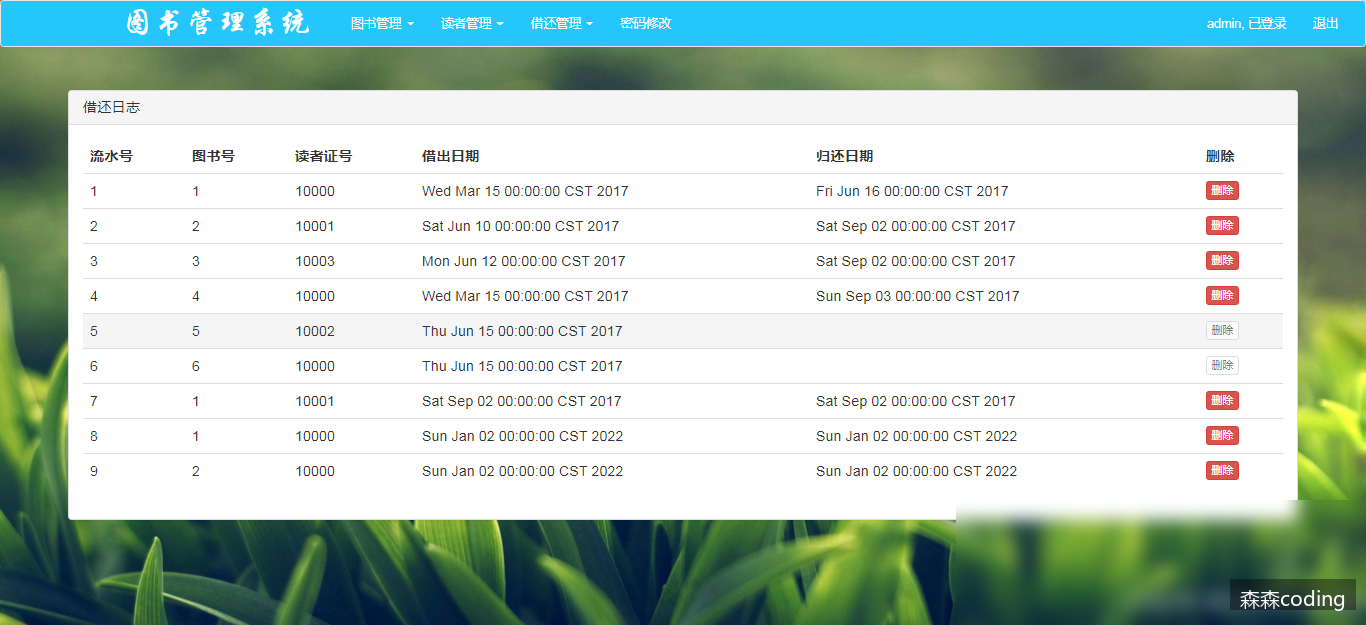 图书管理系统 图书管理 读者管理 借还管理 密码修改 admin, 已登录 退出
借还日志
流水号 图书号 读者证号 借出日期 归还日期 删除
1 1 10000 Wed Mar 15 00:00:00 CST 2017 Fri Jun 16 00:00:00 CST 2017 删除
2 2 10001 Sat Jun 10 00:00:00 CST 2017 Sat Sep 02 00:00:00 CST 2017 删除
3 3 10003 Mon Jun 12 00:00:00 CST 2017 Sat Sep 02 00:00:00 CST 2017 删除
4 4 10000 Wed Mar 15 00:00:00 CST 2017 Sun Sep 03 00:00:00 CST 2017 删除
5 5 10002 Thu Jun 15 00:00:00 CST 2017 删除
6 6 10000 Thu Jun 15 00:00:00 CST 2017 删除
7 1 10001 Sat Sep 02 00:00:00 CST 2017 Sat Sep 02 00:00:00 CST 2017 删除
8 1 10000 Sun Jan 02 00:00:00 CST 2022 Sun Jan 02 00:00:00 CST 2022 删除
9 2 10000 Sun Jan 02 00:00:00 CST 2022 Sun Jan 02 00:00:00 CST 2022 删除
森森coding